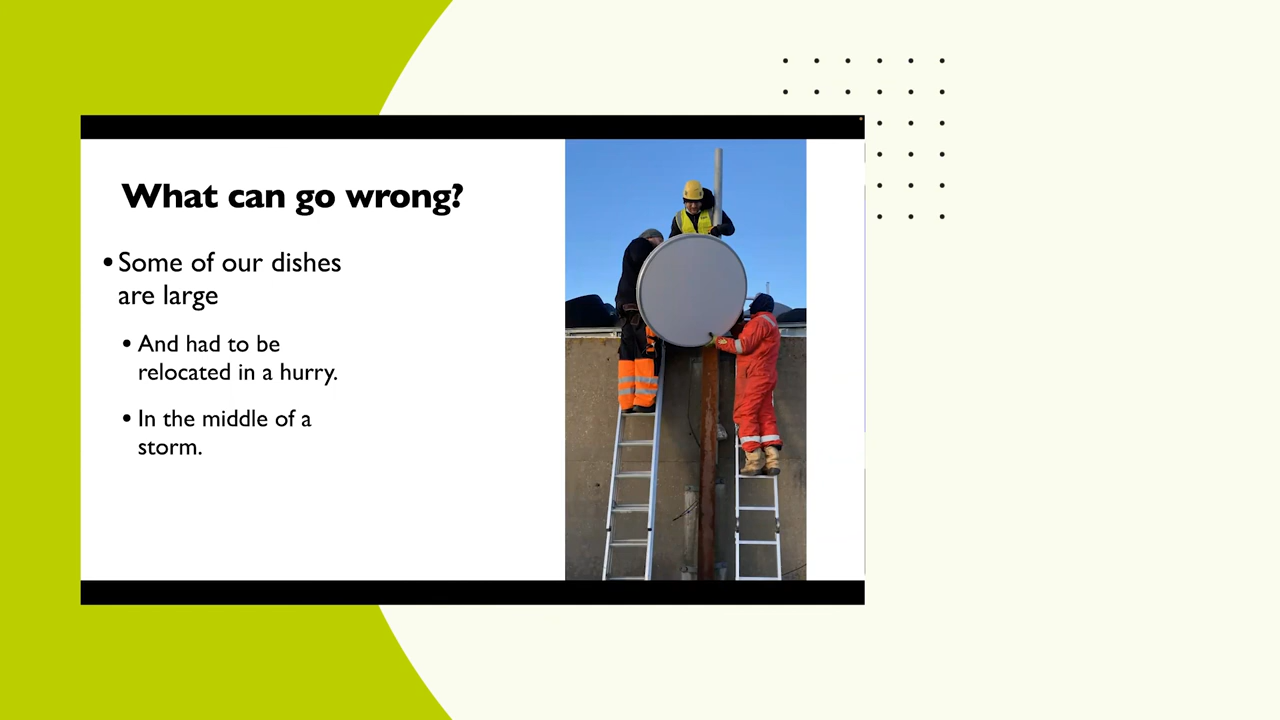 What can go wrong?
• Some of our dishes
are large
• And had to be
relocated in a hurry.
• In the middle of a
storm.